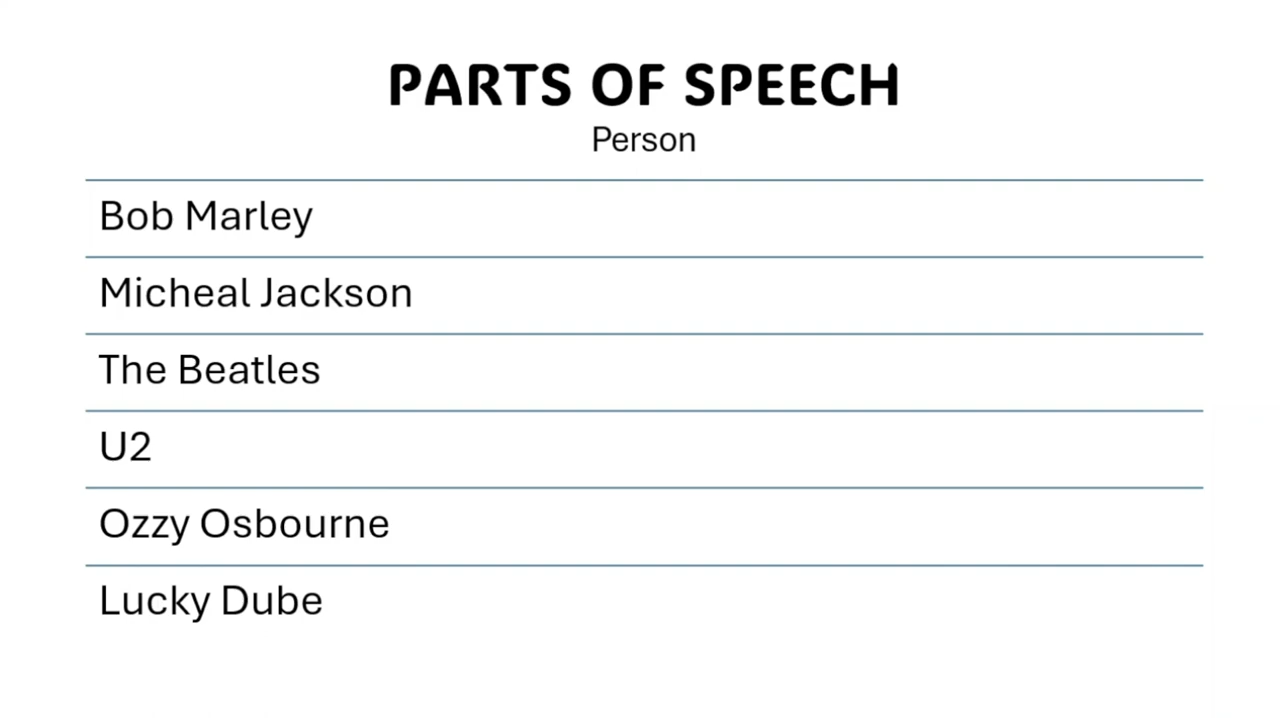 PARTS OF SPEECH
Person
Bob Marley
Micheal Jackson
The Beatles
U2
Ozzy Osbourne
Lucky Dube